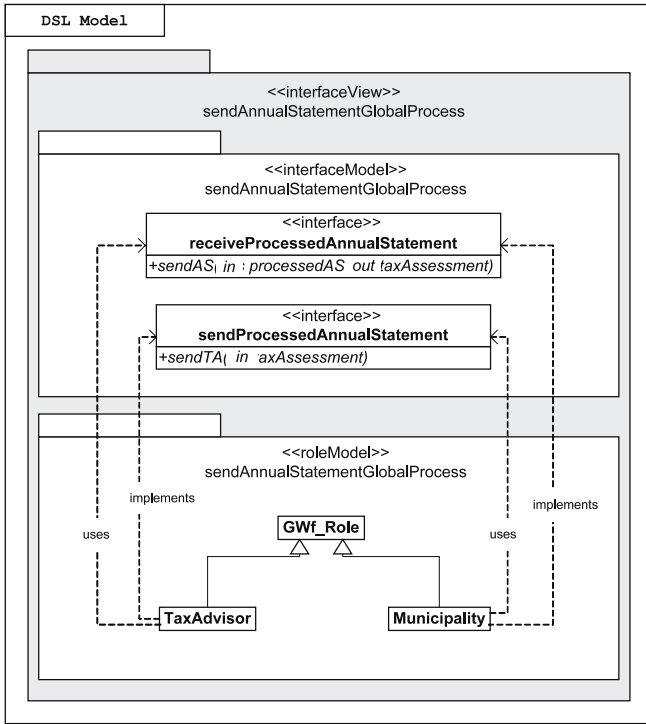 DSL Model
<<interfaceView>>
sendAnnualStatementGlobalProcess
<<interfaceModel>>
sendAnnualStatementGlobalProcess
<<interface>>
receiveProcessedAnnualStatement
+sendAS( in : processedAS out taxAssessment)
<<interface>>
sendProcessedAnnualStatement
+sendTA( in axAssessment)
<<roleModel>>
sendAnnualStatementGlobalProcess
implements
implements
uses
uses
GWf_Role
TaxAdvisor
Municipality